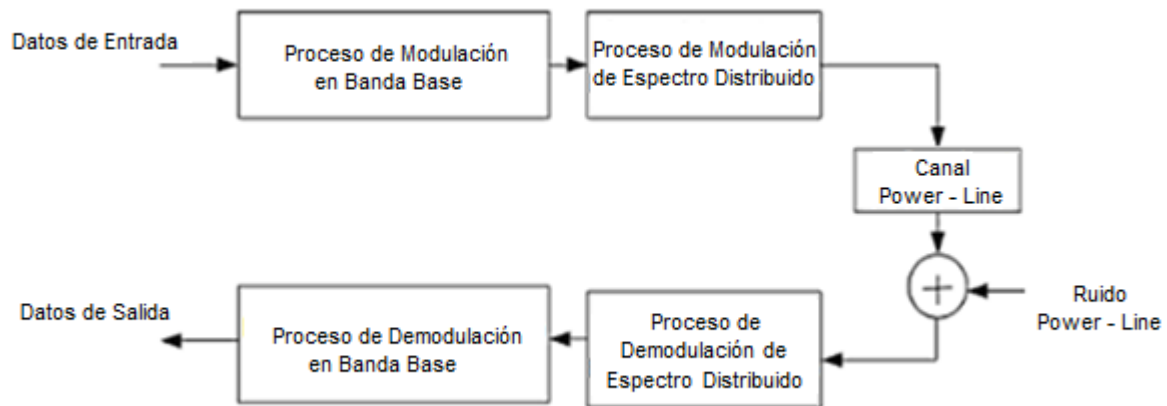 Datos de Entrada
Proceso de Modulación
en Banda Base
Proceso de Modulación
de Espectro Distribuido
Canal
Power - Line
Ruido
Power - Line
Proceso de
Demodulación de
Espectro Distribuido
Proceso de Demodulación
en Banda Base
Datos de Salida